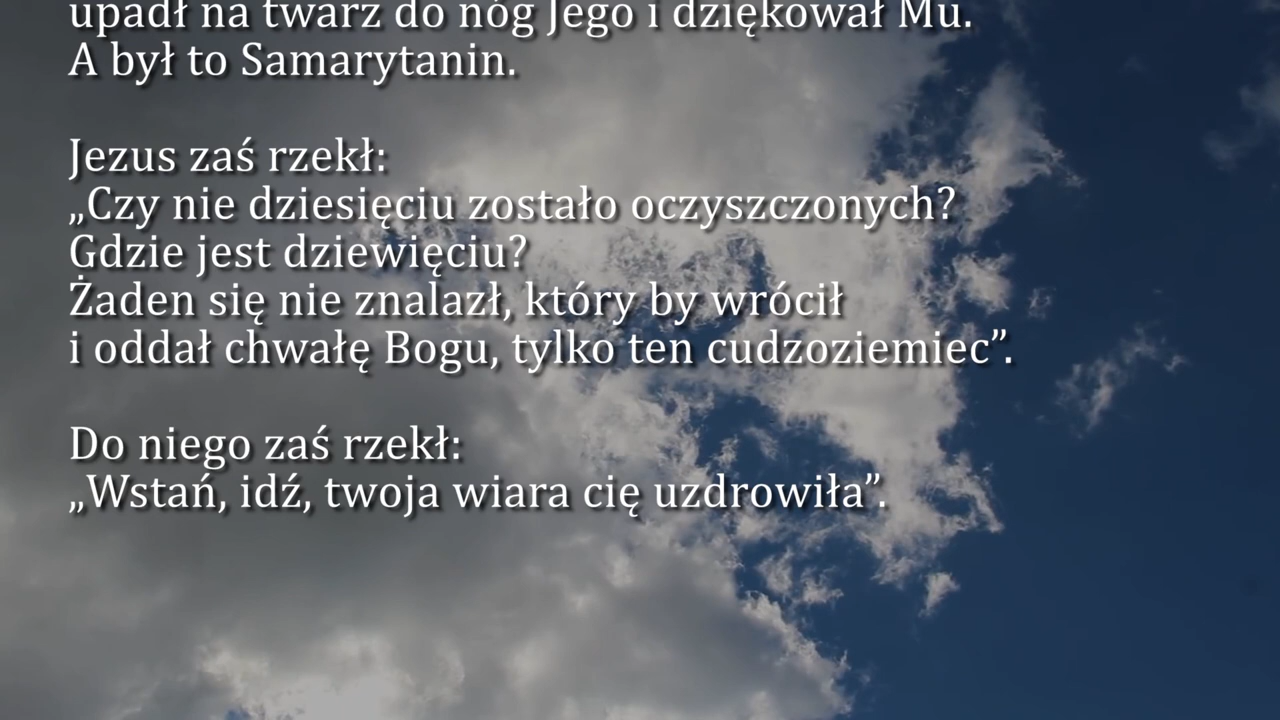 upadł na twarz do nóg Jego i dziękował Mu.
A był to Samarytanin.
Jezus zaś rzekł:
„Czy nie dziesięciu zostało oczyszczonych?
Gdzie jest dziewięciu?
Żaden się nie znalazł, który by wrócił
i oddał chwałę Bogu, tylko ten cudzoziemiec”.
Do niego zaś rzekł:
„Wstań, idź, twoja wiara cię uzdrowiła”.